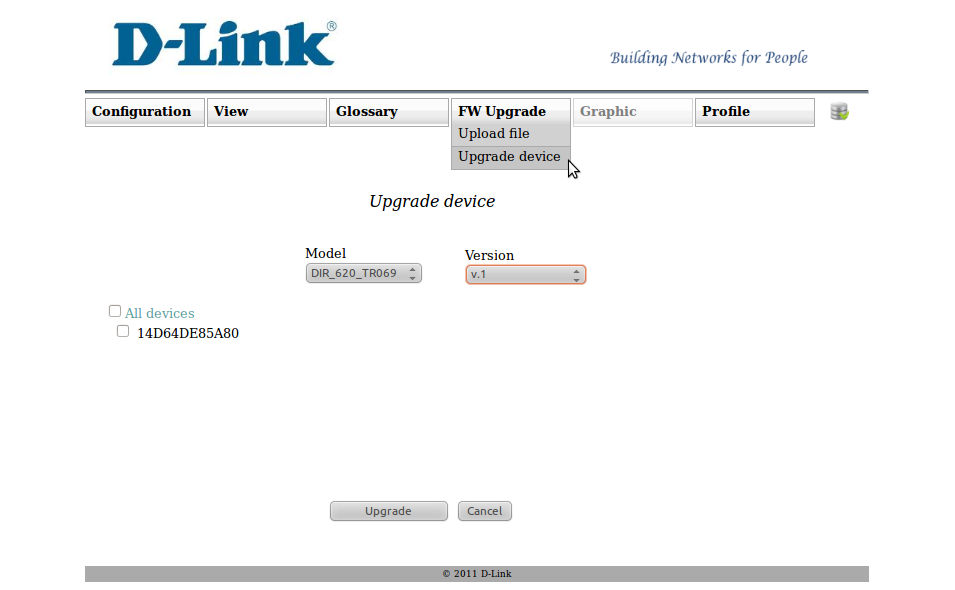 D-Link®
Building Networks for People
Configuration View Glossary FW Upgrade Graphic Profile
Upload file
Upgrade device
Upgrade device
Model Version
DIR_620_TR069 v.1
All devices
14D64DE85A80
Upgrade Cancel
© 2011 D-Link